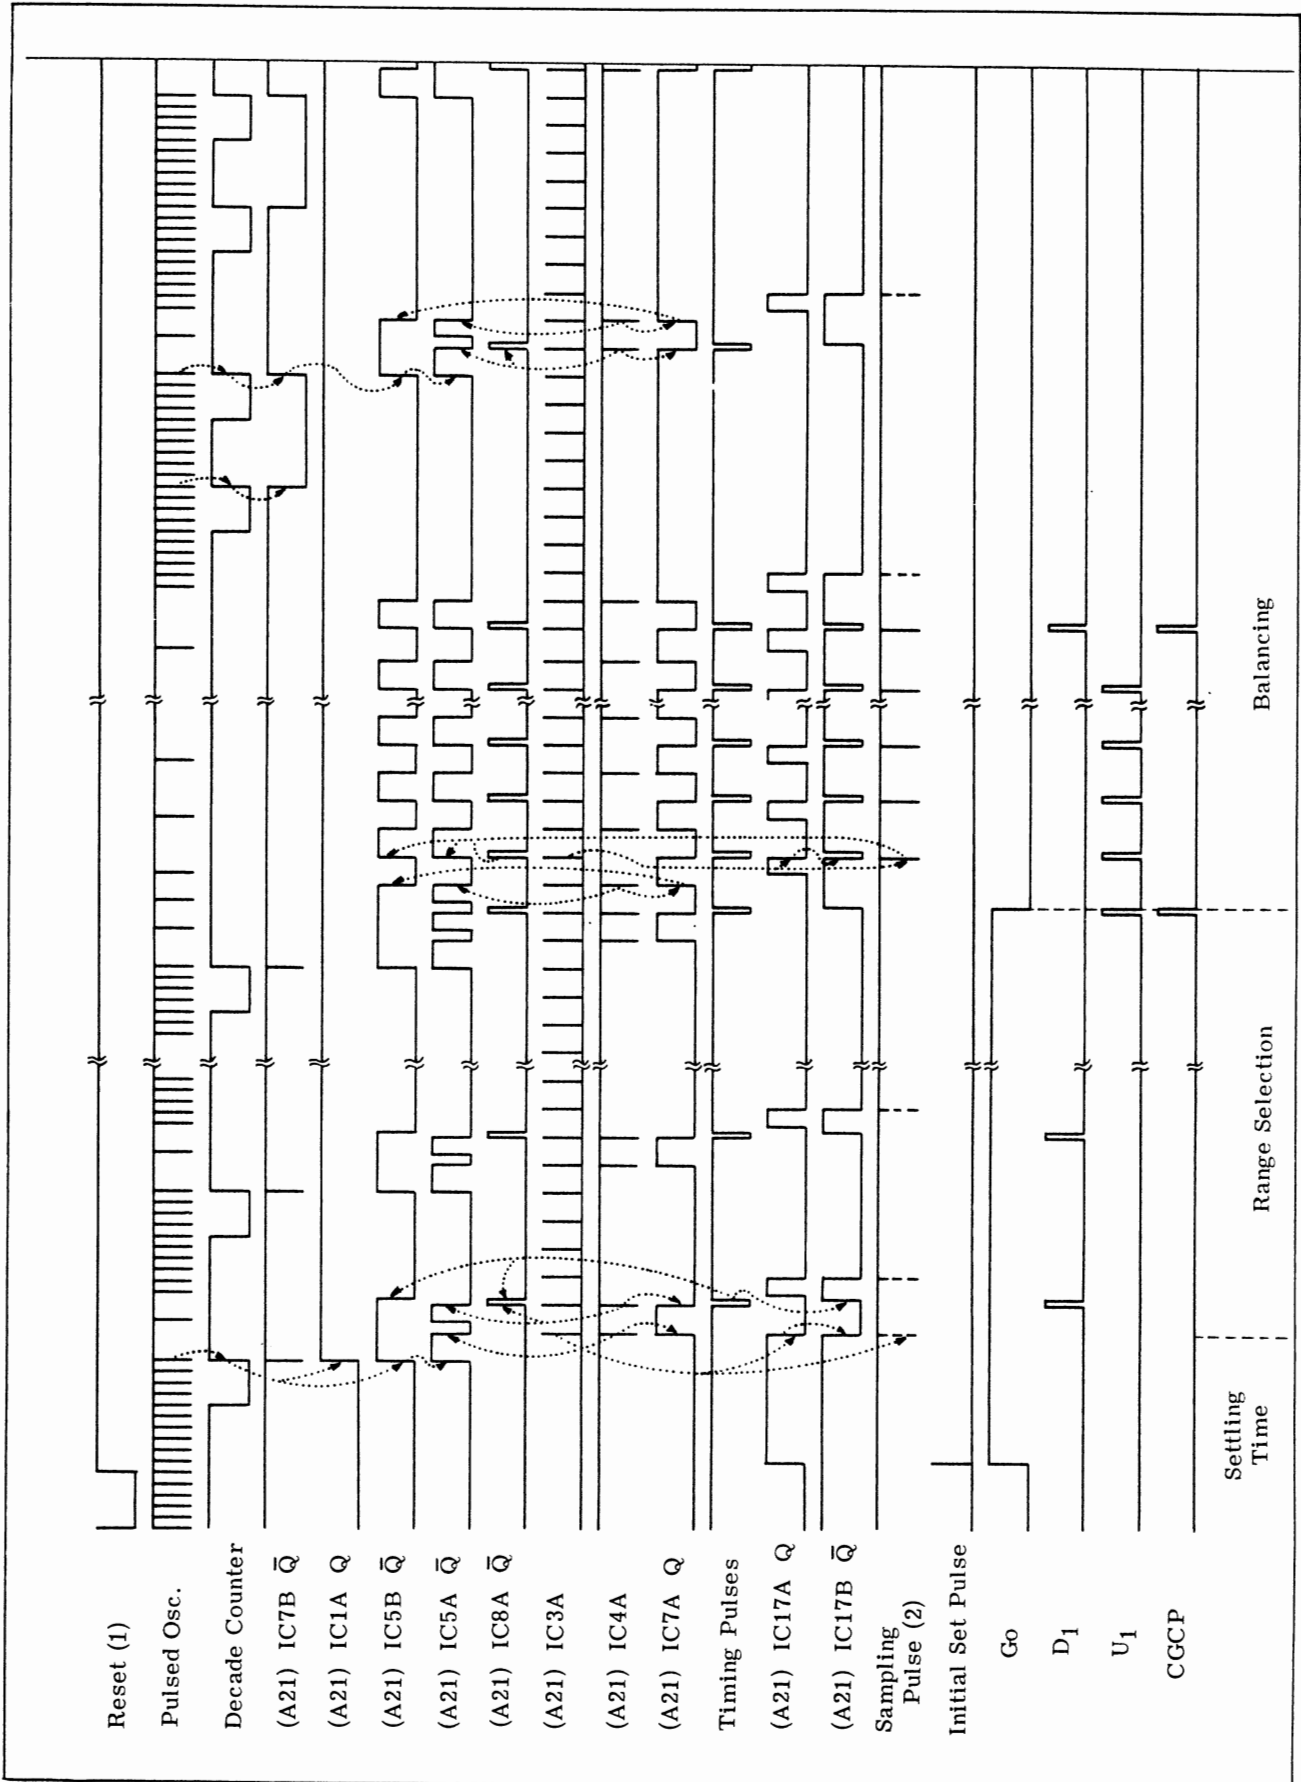 Reset (1)
Pulsed Osc.
Decade Counter
(A21) IC7B Q̅
(A21) IC1A Q
(A21) IC5B Q̅
(A21) IC5A Q̅
(A21) IC8A Q̅
(A21) IC3A
(A21) IC4A
(A21) IC7A Q
Timing Pulses
(A21) IC17A Q
(A21) IC17B Q̅
Sampling
Pulse (2)
Initial Set Pulse
Go
D₁
U₁
CGCP
Settling
Time
Range Selection
Balancing